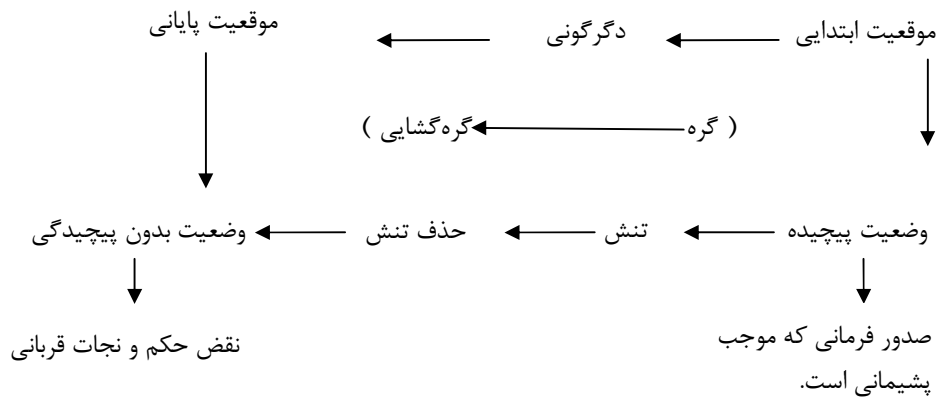 موقعیت ابتدایی دگرگونی موقعیت پایانی
( گره گره‌گشایی )
وضعیت پیچیده تنش حذف تنش وضعیت بدون پیچیدگی
صدور فرمانی که موجب
پشیمانی است.
نقض حکم و نجات قربانی